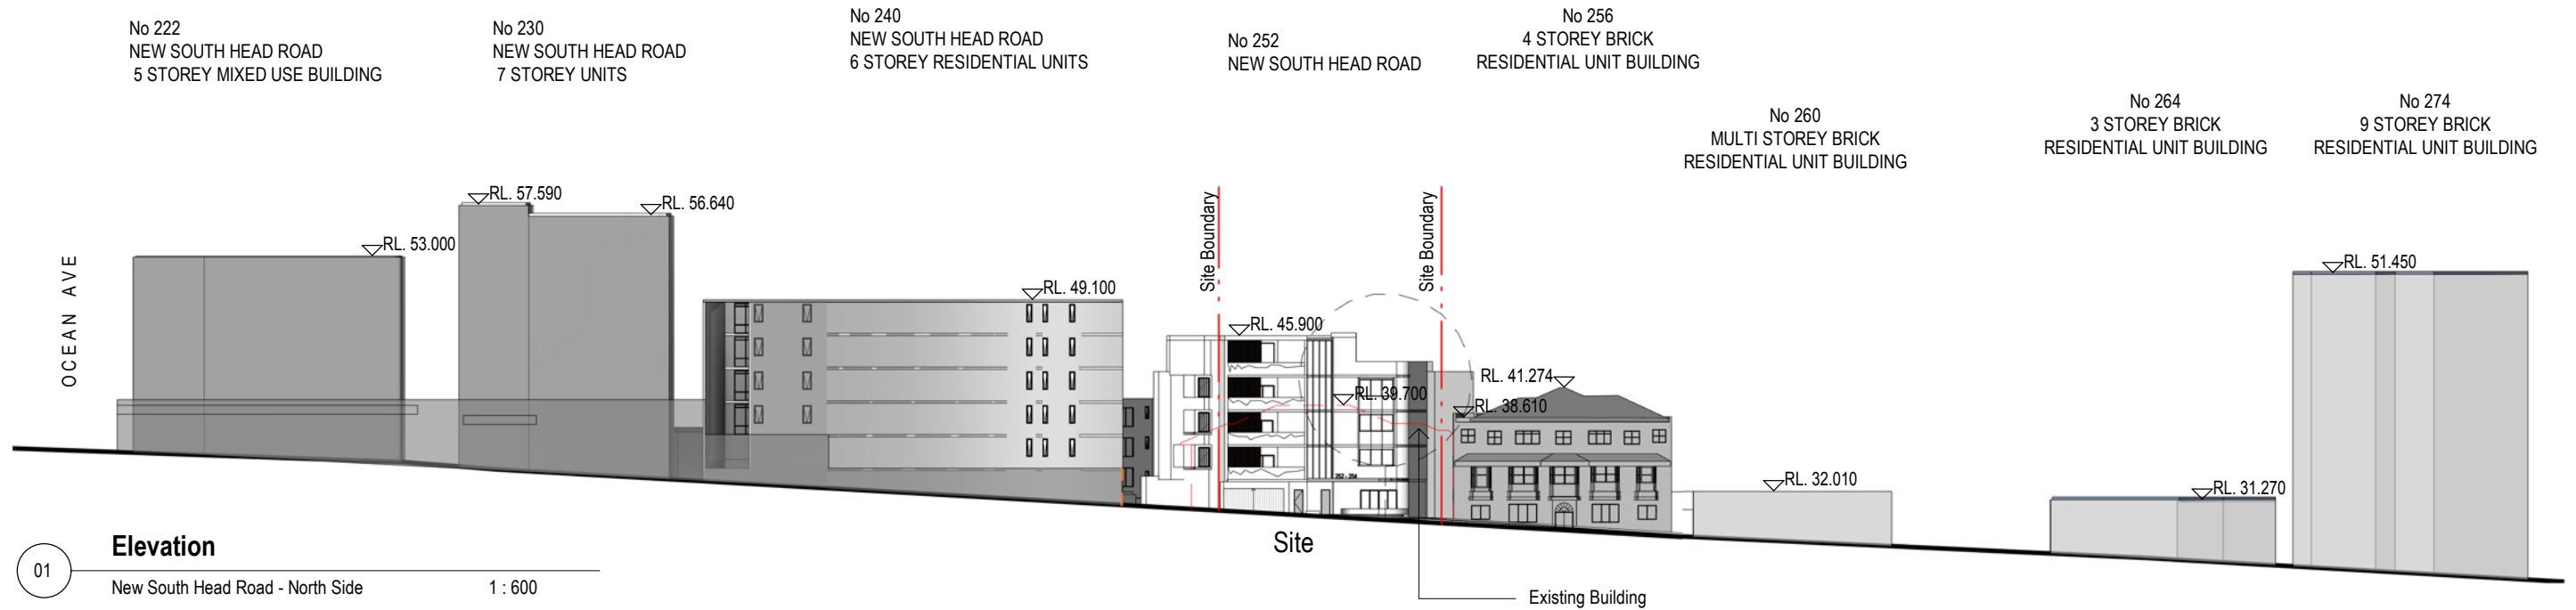 No 222
NEW SOUTH HEAD ROAD
5 STOREY MIXED USE BUILDING
No 230
NEW SOUTH HEAD ROAD
7 STOREY UNITS
No 240
NEW SOUTH HEAD ROAD
6 STOREY RESIDENTIAL UNITS
No 252
NEW SOUTH HEAD ROAD
No 256
4 STOREY BRICK
RESIDENTIAL UNIT BUILDING
No 260
MULTI STOREY BRICK
RESIDENTIAL UNIT BUILDING
No 264
3 STOREY BRICK
RESIDENTIAL UNIT BUILDING
No 274
9 STOREY BRICK
RESIDENTIAL UNIT BUILDING
OCEAN AVE
RL. 53.000
RL. 57.590
RL. 56.640
RL. 49.100
Site Boundary
RL. 45.900
Site Boundary
RL. 39.700
RL. 41.274
RL. 38.610
RL. 32.010
RL. 31.270
RL. 51.450
252 - 254
Site
Existing Building
01
Elevation
New South Head Road - North Side
1 : 600